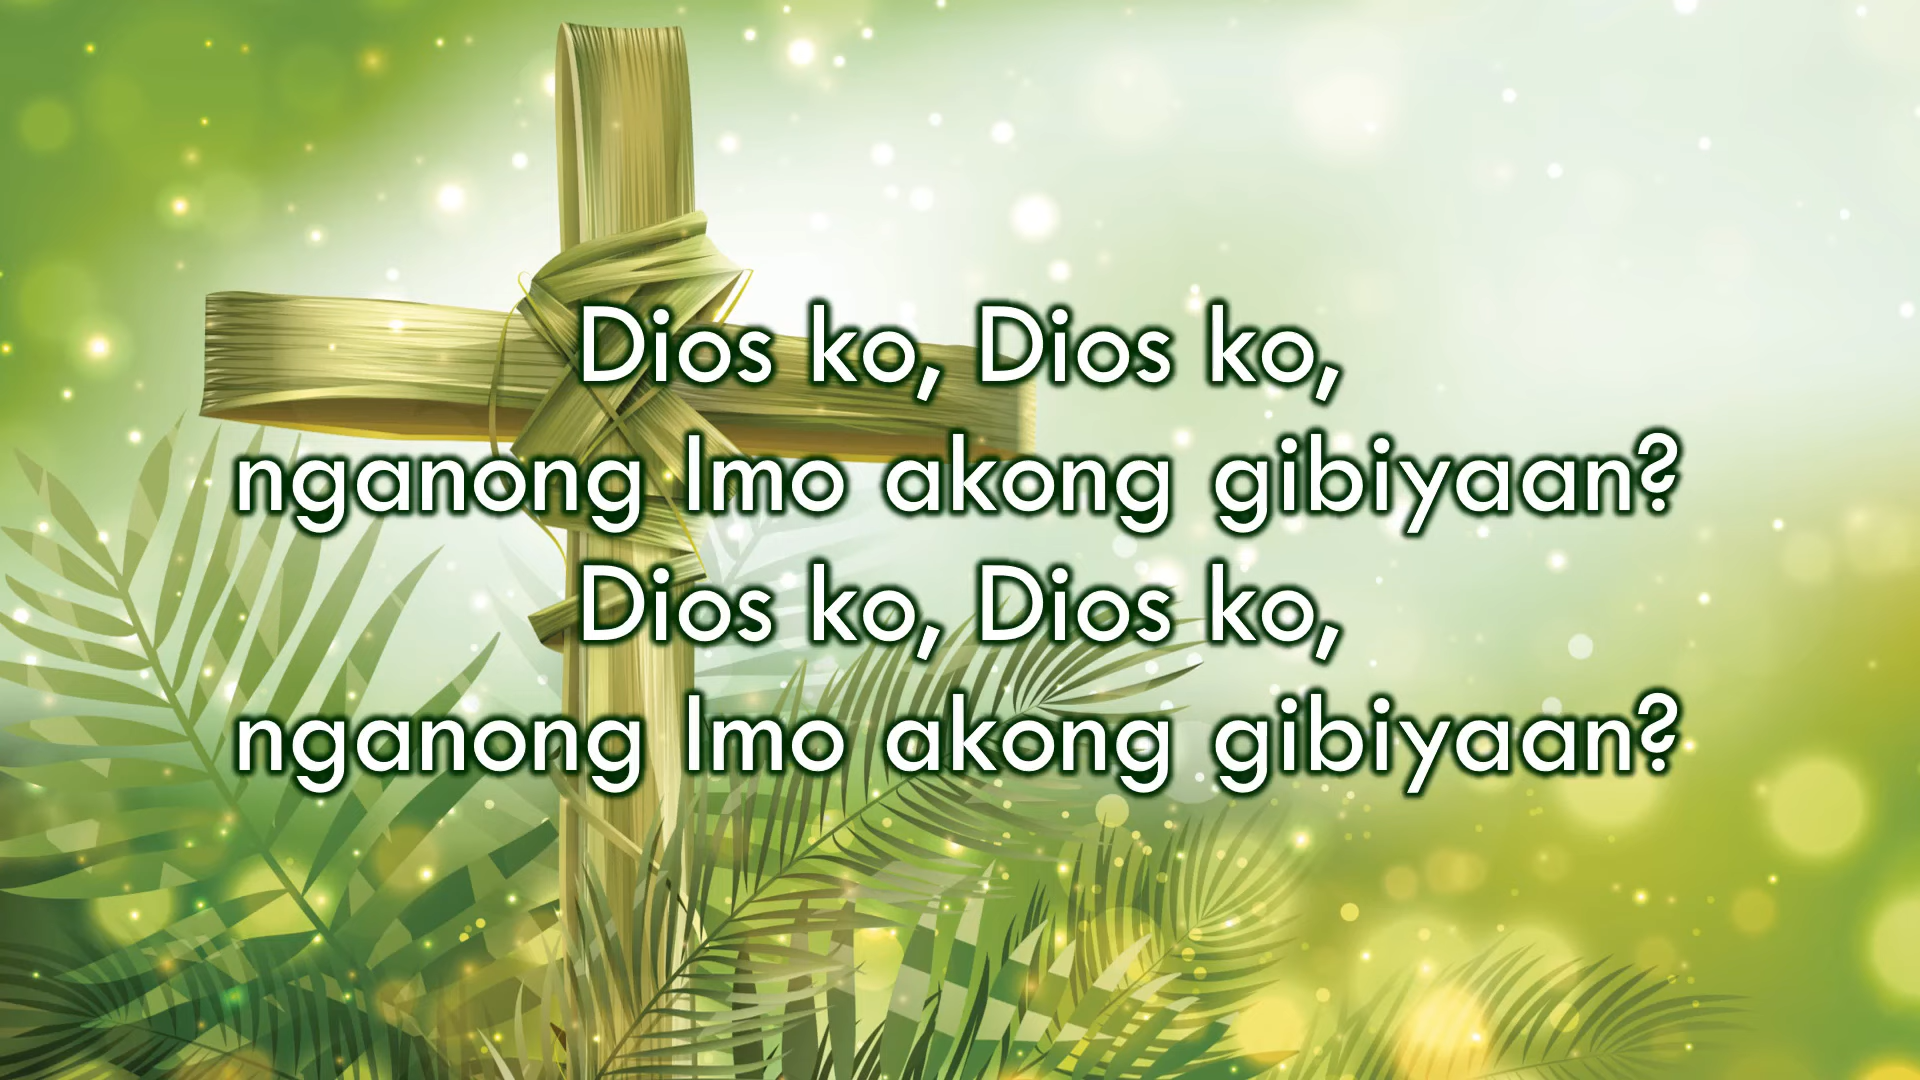 Dios ko, Dios ko,
nganong Imo akong gibiyaan?
Dios ko, Dios ko,
nganong Imo akong gibiyaan?